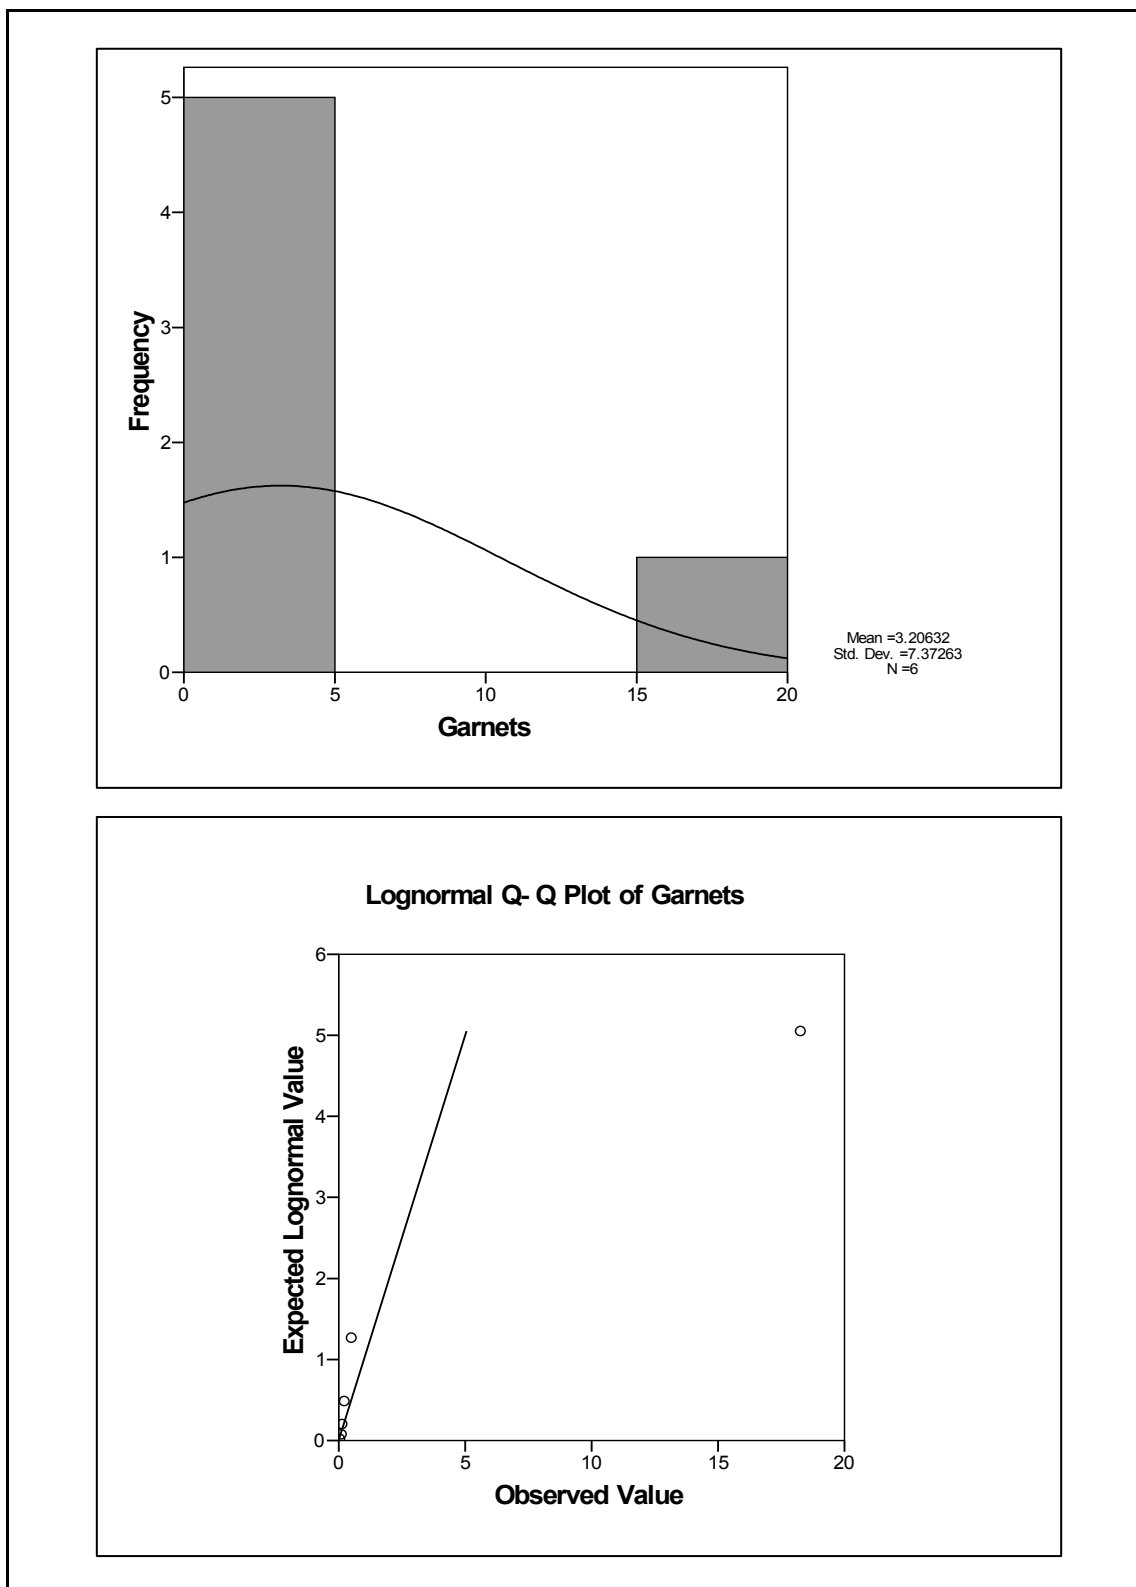 5
4
3
2
1
0
Frequency
0 5 10 15 20
Garnets
Mean =3.20632
Std. Dev. =7.37263
N =6
Lognormal Q- Q Plot of Garnets
6
5
4
3
2
1
0
Expected Lognormal Value
0 5 10 15 20
Observed Value